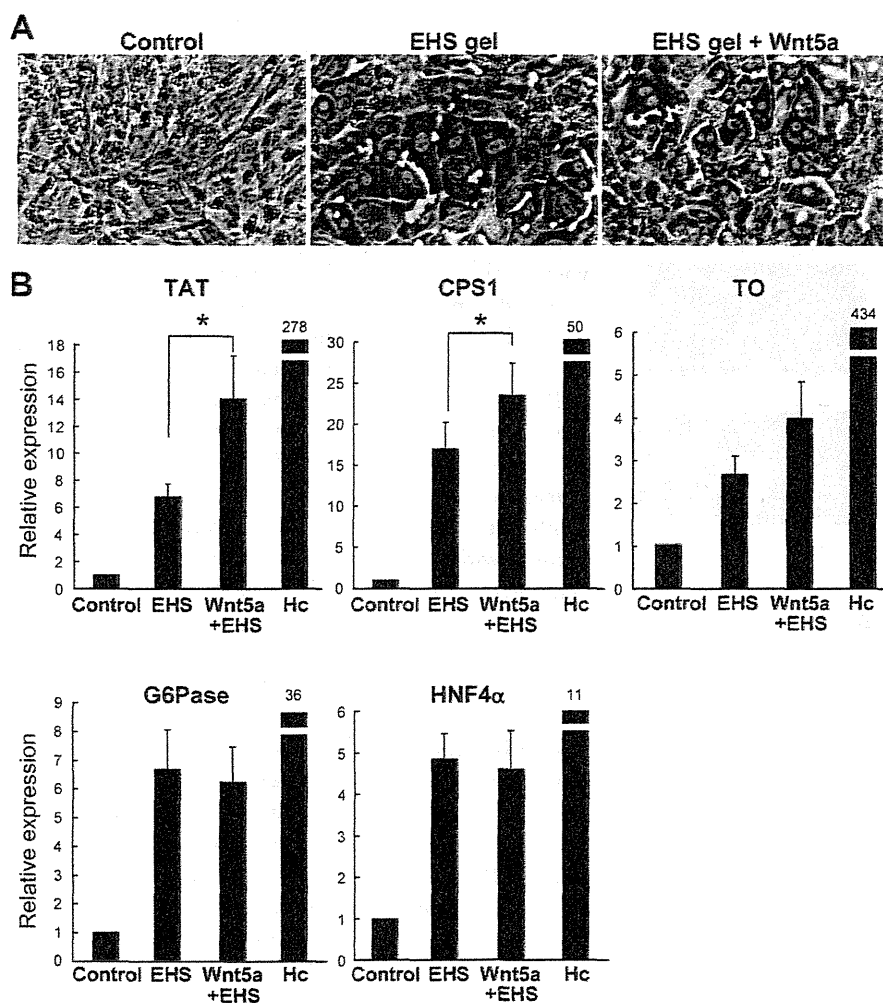 A
Control
EHS gel
EHS gel + Wnt5a
B
TAT
Relative expression
18
16
14
12
10
8
6
4
2
0
*
278
Control
EHS
Wnt5a
+EHS
Hc
CPS1
30
25
20
15
10
5
0
*
50
Control
EHS
Wnt5a
+EHS
Hc
TO
6
5
4
3
2
1
0
434
Control
EHS
Wnt5a
+EHS
Hc
G6Pase
Relative expression
9
8
7
6
5
4
3
2
1
0
36
Control
EHS
Wnt5a
+EHS
Hc
HNF4α
6
5
4
3
2
1
0
11
Control
EHS
Wnt5a
+EHS
Hc